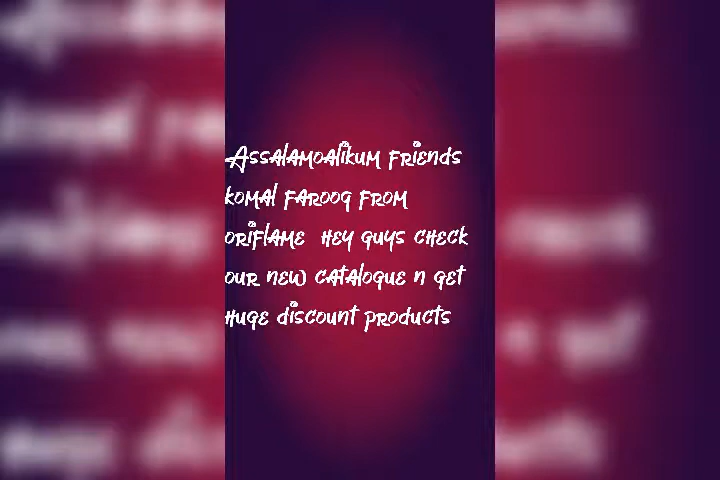 Assalamoalikum friends
komal farooq from
oriflame hey guys check
our new catalogue n get
huge discount products